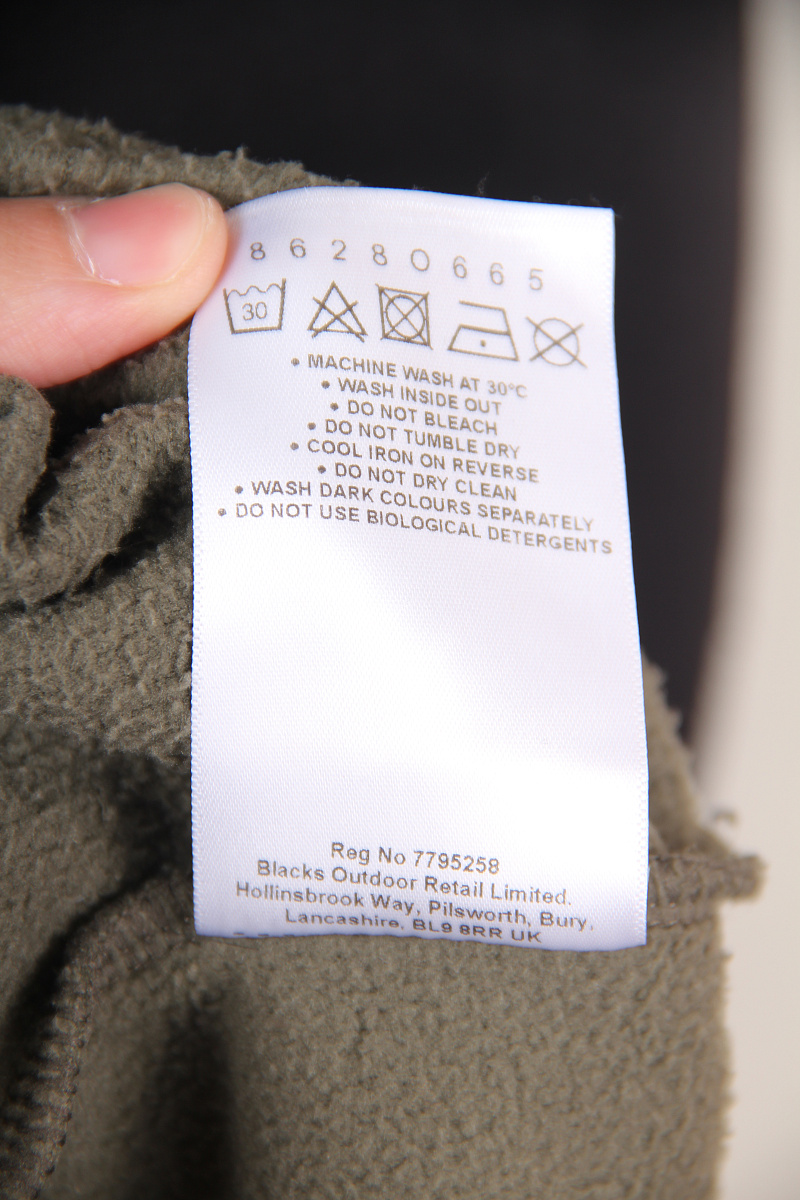 86280665
30
• MACHINE WASH AT 30°C
• WASH INSIDE OUT
• DO NOT BLEACH
• DO NOT TUMBLE DRY
• COOL IRON ON REVERSE
• DO NOT DRY CLEAN
• WASH DARK COLOURS SEPARATELY
• DO NOT USE BIOLOGICAL DETERGENTS
Reg No 7795258
Blacks Outdoor Retail Limited.
Hollinsbrook Way, Pilsworth, Bury,
Lancashire, BL9 8RR UK